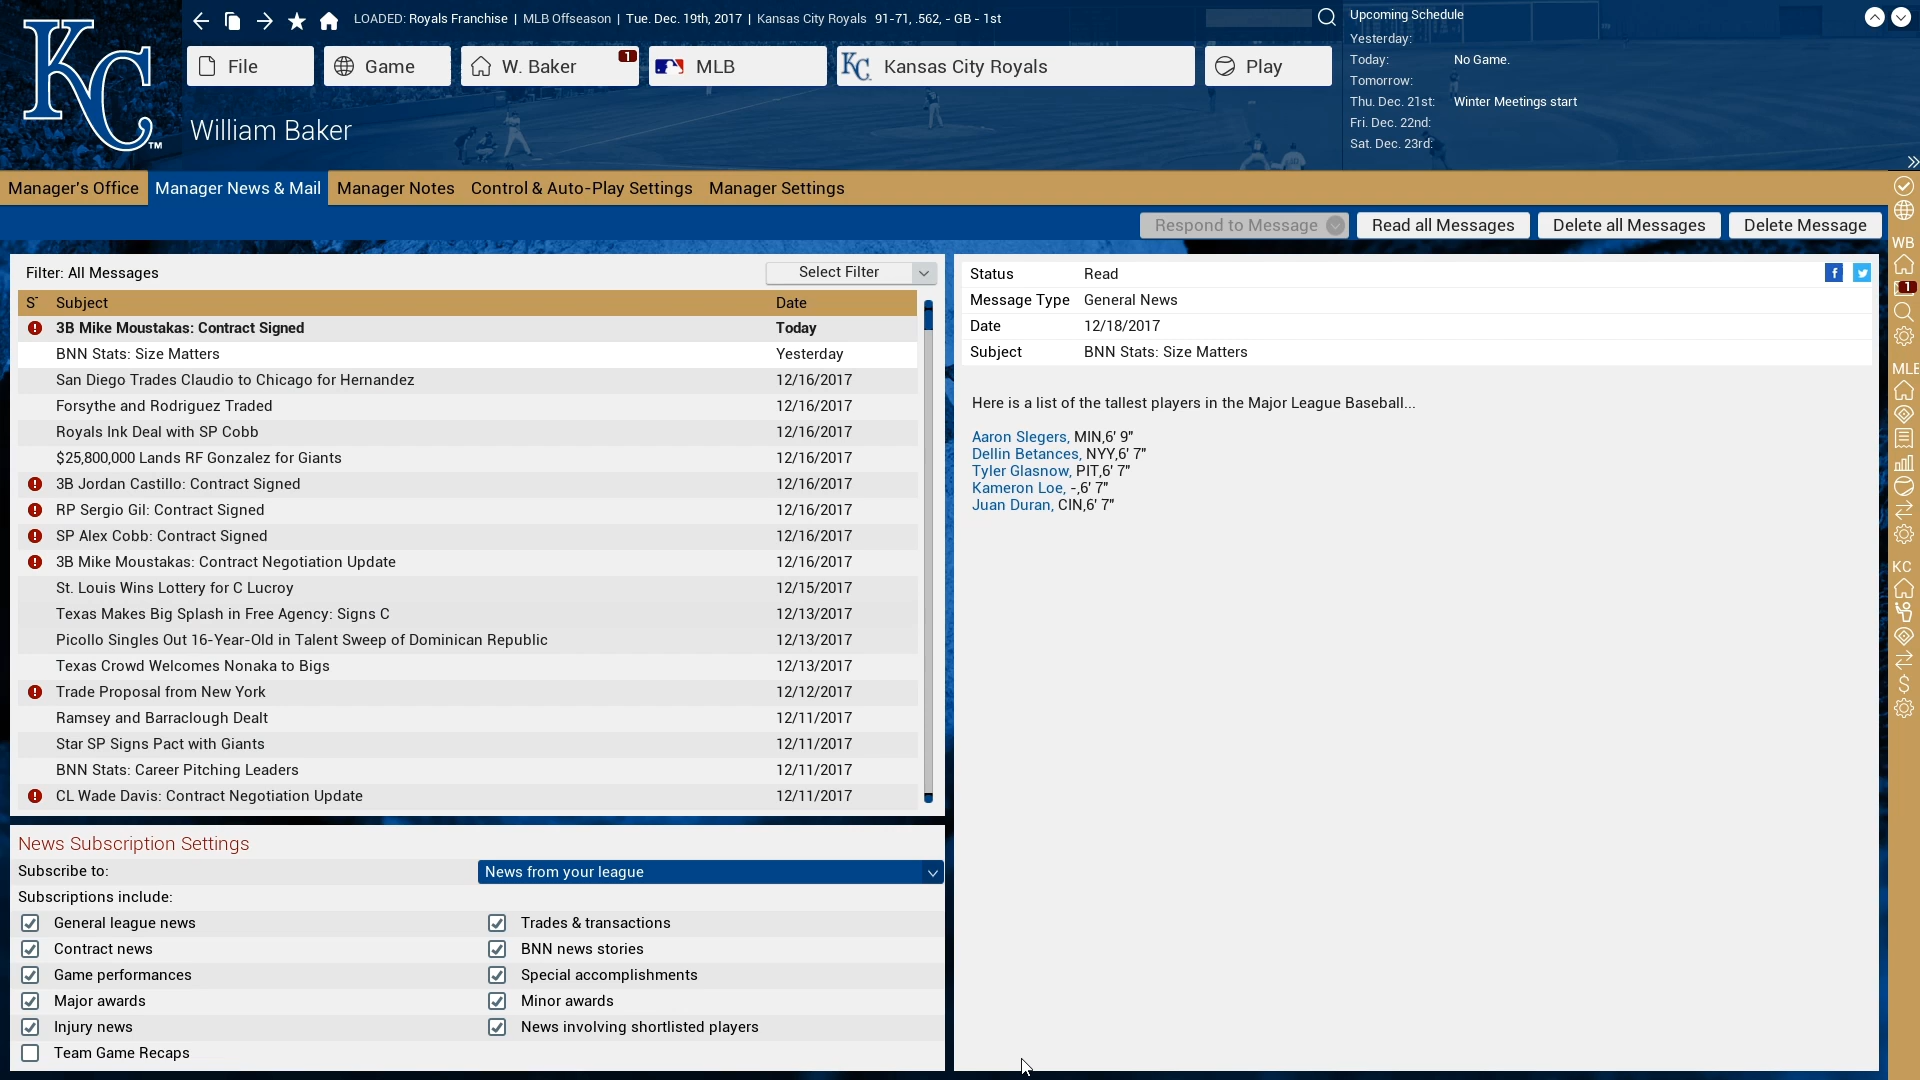 LOADED: Royals Franchise | MLB Offseason | Tue. Dec. 19th, 2017 | Kansas City Royals 91-71, .562, - GB - 1st
File
Game
W. Baker
1
MLB
Kansas City Royals
Play
William Baker
KC
TM
Upcoming Schedule
Yesterday:
Today: No Game.
Tomorrow:
Thu. Dec. 21st: Winter Meetings start
Fri. Dec. 22nd:
Sat. Dec. 23rd:
Manager's Office
Manager News & Mail
Manager Notes
Control & Auto-Play Settings
Manager Settings
Respond to Message
Read all Messages
Delete all Messages
Delete Message
Filter: All Messages
Select Filter
Subject Date
3B Mike Moustakas: Contract Signed Today
BNN Stats: Size Matters Yesterday
San Diego Trades Claudio to Chicago for Hernandez 12/16/2017
Forsythe and Rodriguez Traded 12/16/2017
Royals Ink Deal with SP Cobb 12/16/2017
$25,800,000 Lands RF Gonzalez for Giants 12/16/2017
3B Jordan Castillo: Contract Signed 12/16/2017
RP Sergio Gil: Contract Signed 12/16/2017
SP Alex Cobb: Contract Signed 12/16/2017
3B Mike Moustakas: Contract Negotiation Update 12/16/2017
St. Louis Wins Lottery for C Lucroy 12/15/2017
Texas Makes Big Splash in Free Agency: Signs C 12/13/2017
Picollo Singles Out 16-Year-Old in Talent Sweep of Dominican Republic 12/13/2017
Texas Crowd Welcomes Nonaka to Bigs 12/13/2017
Trade Proposal from New York 12/12/2017
Ramsey and Barraclough Dealt 12/11/2017
Star SP Signs Pact with Giants 12/11/2017
BNN Stats: Career Pitching Leaders 12/11/2017
CL Wade Davis: Contract Negotiation Update 12/11/2017
News Subscription Settings
Subscribe to: News from your league
Subscriptions include:
General league news Trades & transactions
Contract news BNN news stories
Game performances Special accomplishments
Major awards Minor awards
Injury news News involving shortlisted players
Team Game Recaps
Status Read
Message Type General News
Date 12/18/2017
Subject BNN Stats: Size Matters
Here is a list of the tallest players in the Major League Baseball...
Aaron Slegers, MIN,6' 9"
Dellin Betances, NYY,6' 7"
Tyler Glasnow, PIT,6' 7"
Kameron Loe, -,6' 7"
Juan Duran, CIN,6' 7"
WB
1
MLB
KC